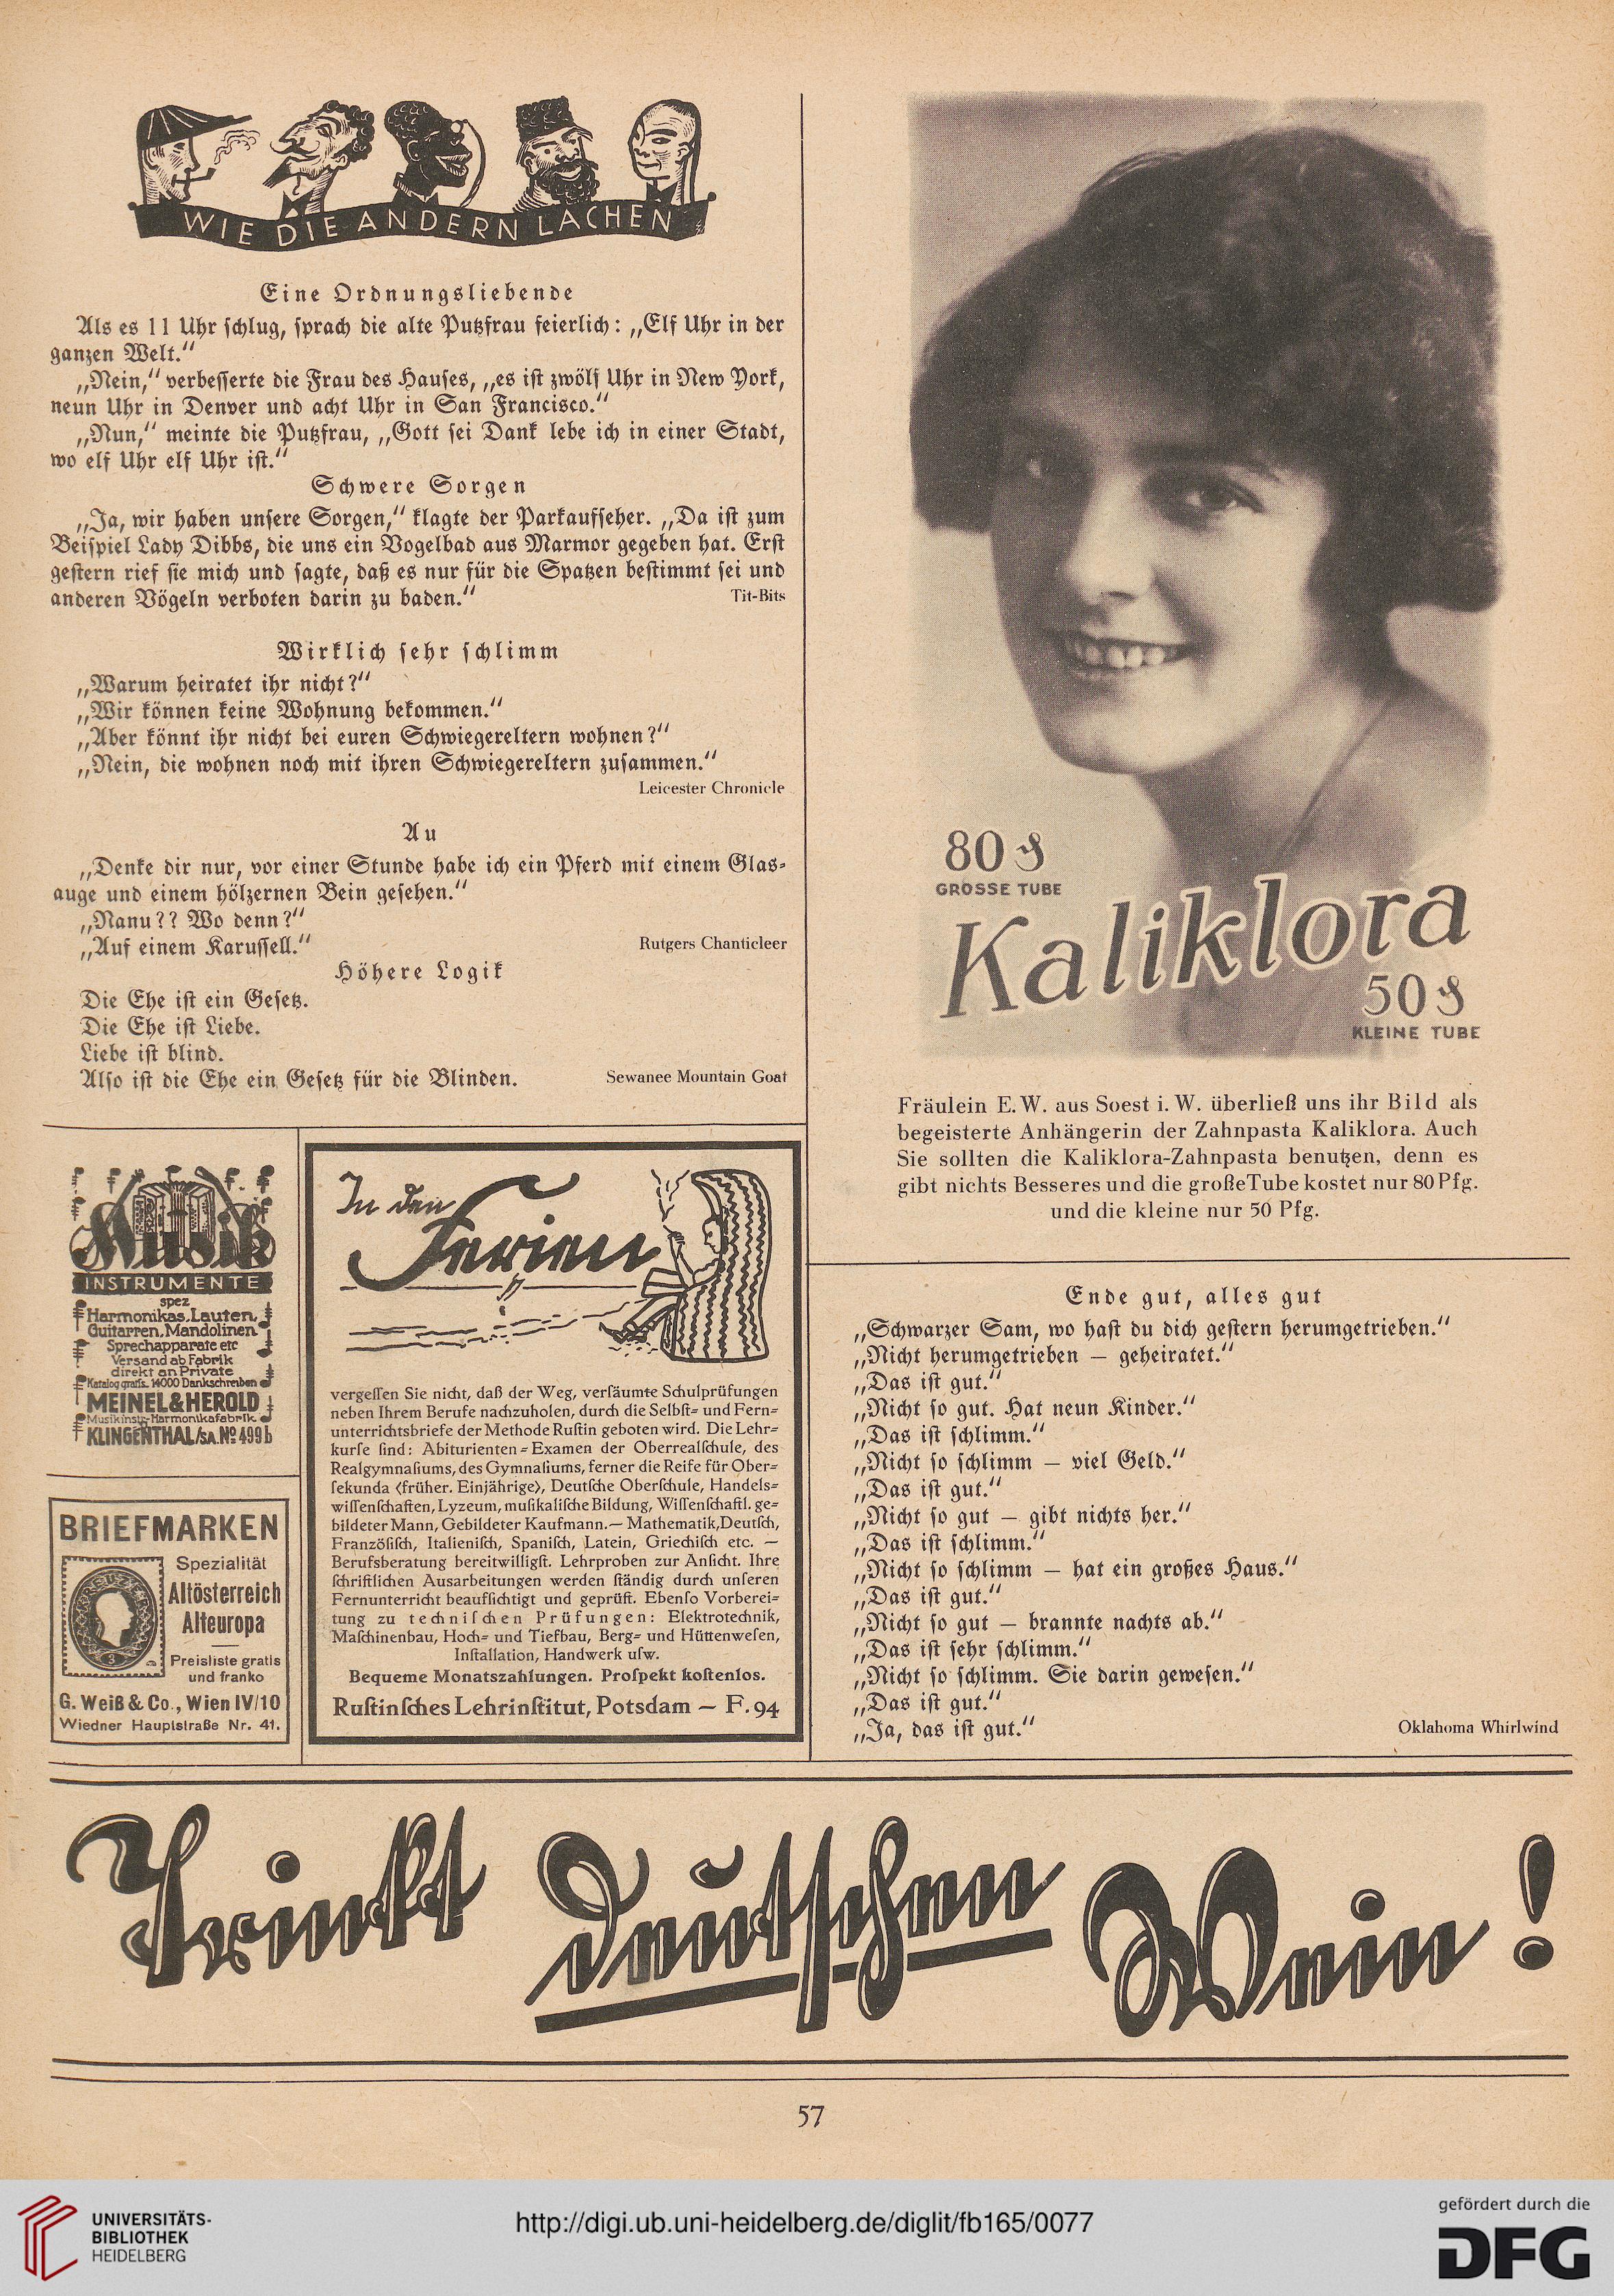 WIE DIE ANDERN LACHEN
Eine Ordnungsliebende
Als es 11 Uhr schlug, sprach die alte Putzfrau feierlich: „Elf Uhr in der
ganzen Welt.“
„Nein,“ verbesserte die Frau des Hauses, „es ist zwölf Uhr in New York,
neun Uhr in Denver und acht Uhr in San Francisco.“
„Nun,“ meinte die Putzfrau, „Gott sei Dank lebe ich in einer Stadt,
wo elf Uhr elf Uhr ist.“
Schwere Sorgen
„Ja, wir haben unsere Sorgen,“ klagte der Parkaufseher. „Da ist zum
Beispiel Lady Dibbs, die uns ein Vogelbad aus Marmor gegeben hat. Erst
gestern rief sie mich und sagte, daß es nur für die Spatzen bestimmt sei und
anderen Vögeln verboten darin zu baden.“ Tit-Bits
Wirklich sehr schlimm
„Warum heiratet ihr nicht?“
„Wir können keine Wohnung bekommen.“
„Aber könnt ihr nicht bei euren Schwiegereltern wohnen?“
„Nein, die wohnen noch mit ihren Schwiegereltern zusammen.“
Leicester Chronicle
Au
„Denke dir nur, vor einer Stunde habe ich ein Pferd mit einem Glas-
auge und einem hölzernen Bein gesehen.“
„Nanu?? Wo denn?“
„Auf einem Karussell.“ Rutgers Chanticleer
Höhere Logik
Die Ehe ist ein Gesetz.
Die Ehe ist Liebe.
Liebe ist blind.
Also ist die Ehe ein Gesetz für die Blinden. Sewanee Mountain Goat
Musik
INSTRUMENTE
spez
Harmonikas. Lauten.
Guitarren. Mandolinen
Sprechapparate etc
Versand ab Fabrik
direkt an Private
Katalog gratis. 14000 Dankschreiben
MEINEL & HEROLD
Musikinstr.-Harmonikafabrik
KLINGENTHAL/SA. No 499b
BRIEFMARKEN
KREUZER
3
Spezialität
Altösterreich
Alteuropa
Preisliste gratis
und franko
G. Weiß & Co., Wien IV/10
Wiedner Hauptstraße Nr. 41.
In den
Ferien
vergessen Sie nicht, daß der Weg, versäumte Schulprüfungen
neben Ihrem Berufe nachzuholen, durch die Selbst- und Fern-
unterrichtsbriefe der Methode Rustin geboten wird. Die Lehr-
kurse sind: Abiturienten-Examen der Oberrealschule, des
Realgymnasiums, des Gymnasiums, ferner die Reife für Ober-
sekunda (früher. Einjährige), Deutsche Oberschule, Handels-
wissenschaften, Lyzeum, musikalische Bildung, Wissenschaftl. ge-
bildeter Mann, Gebildeter Kaufmann. — Mathematik, Deutsch,
Französisch, Italienisch, Spanisch, Latein, Griechisch etc. —
Berufsberatung bereitwilligst. Lehrproben zur Ansicht. Ihre
schriftlichen Ausarbeitungen werden ständig durch unseren
Fernunterricht beaufsichtigt und geprüft. Ebenso Vorberei-
tung zu technischen Prüfungen: Elektrotechnik,
Maschinenbau, Hoch- und Tiefbau, Berg- und Hüttenwesen,
Installation, Handwerk usw.
Bequeme Monatszahlungen. Prospekt kostenlos.
Rustinsches Lehrinstitut, Potsdam — F. 94
80 ₰
GROSSE TUBE
Kaliklora
50 ₰
KLEINE TUBE
Fräulein E. W. aus Soest i. W. überließ uns ihr Bild als
begeisterte Anhängerin der Zahnpasta Kaliklora. Auch
Sie sollten die Kaliklora-Zahnpasta benutzen, denn es
gibt nichts Besseres und die große Tube kostet nur 80 Pfg.
und die kleine nur 50 Pfg.
Ende gut, alles gut
„Schwarzer Sam, wo hast du dich gestern herumgetrieben.“
„Nicht herumgetrieben — geheiratet.“
„Das ist gut.“
„Nicht so gut. Hat neun Kinder.“
„Das ist schlimm.“
„Nicht so schlimm — viel Geld.“
„Das ist gut.“
„Nicht so gut — gibt nichts her.“
„Das ist schlimm.“
„Nicht so schlimm — hat ein großes Haus.“
„Das ist gut.“
„Nicht so gut — brannte nachts ab.“
„Das ist sehr schlimm.“
„Nicht so schlimm. Sie darin gewesen.“
„Das ist gut.“
„Ja, das ist gut.“ Oklahoma Whirlwind
Trinkt deutschen Wein!
57
UNIVERSITÄTS-
BIBLIOTHEK
HEIDELBERG
http://digi.ub.uni-heidelberg.de/diglit/fb165/0077
gefördert durch die
DFG